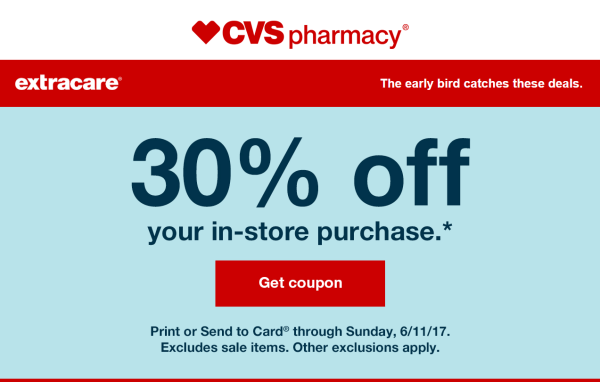 CVS pharmacy®
extracare®
The early bird catches these deals.
30% off
your in-store purchase.*
Get coupon
Print or Send to Card® through Sunday, 6/11/17.
Excludes sale items. Other exclusions apply.